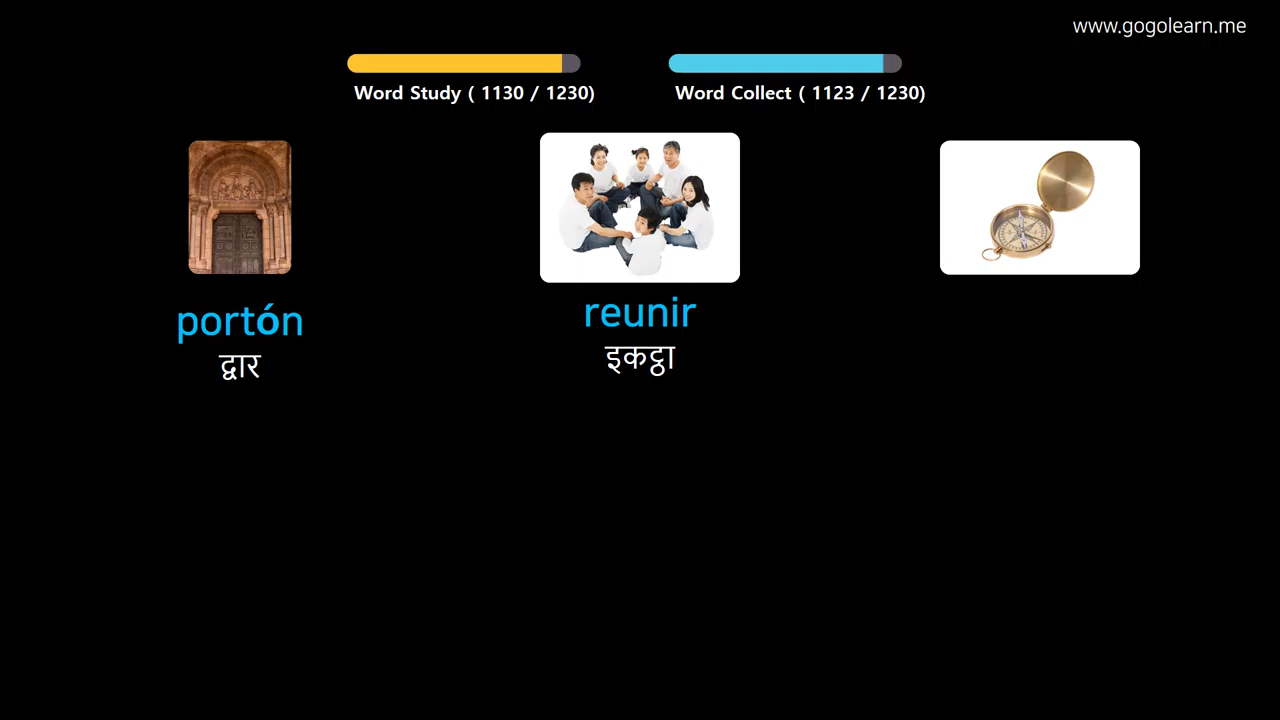 www.gogolearn.me
Word Study ( 1130 / 1230)
Word Collect ( 1123 / 1230)
portón
द्वार
reunir
इकट्ठा